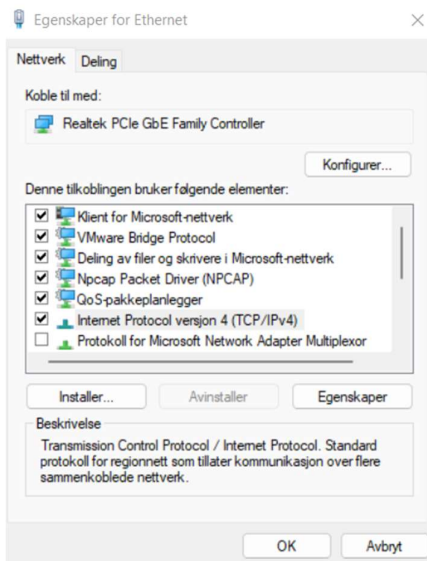 Egenskaper for Ethernet
Nettverk Deling
Koble til med:
Realtek PCIe GbE Family Controller
Konfigurer...
Denne tilkoblingen bruker følgende elementer:
Klient for Microsoft-nettverk
VMware Bridge Protocol
Deling av filer og skrivere i Microsoft-nettverk
Npcap Packet Driver (NPCAP)
QoS-pakkeplanlegger
Internet Protocol versjon 4 (TCP/IPv4)
Protokoll for Microsoft Network Adapter Multiplexor
Installer... Avinstaller Egenskaper
Beskrivelse
Transmission Control Protocol / Internet Protocol. Standard
protokoll for regionnett som tillater kommunikasjon over flere
sammenkoblede nettverk.
OK Avbryt